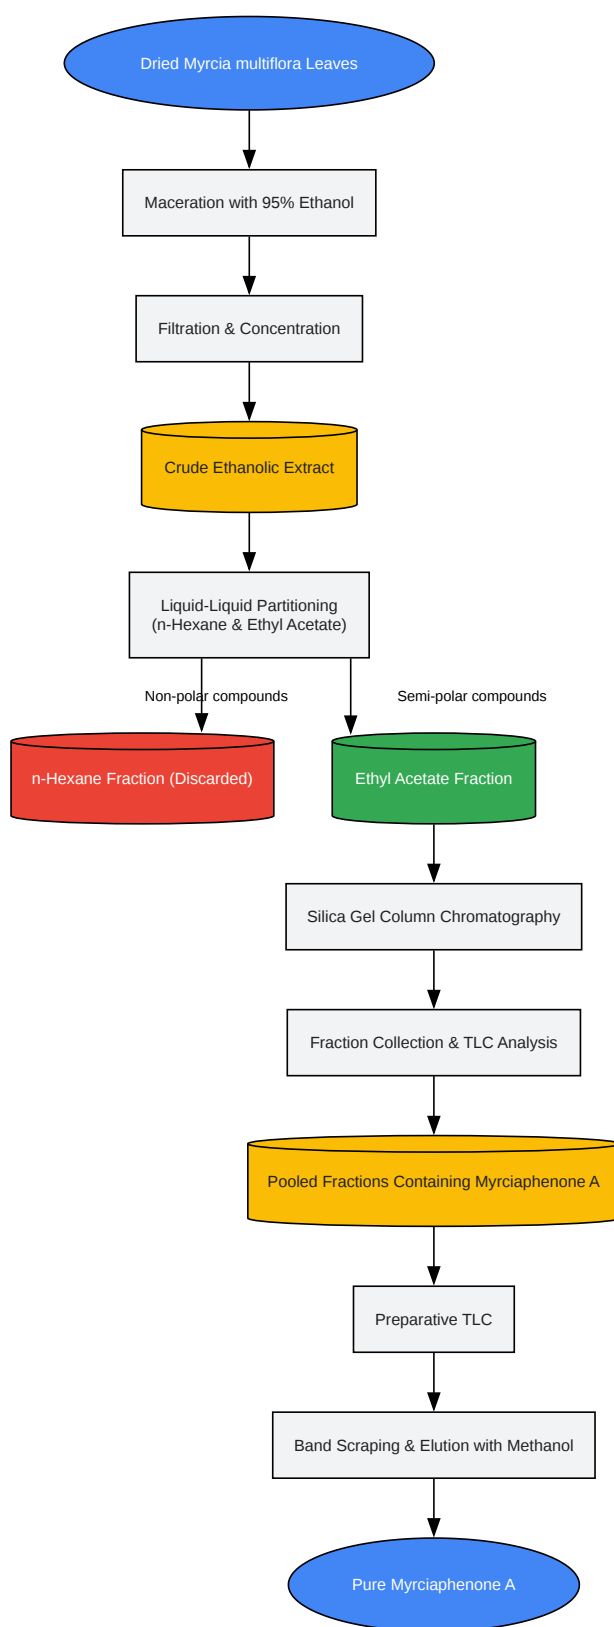 Dried Myrcia multiflora Leaves
Maceration with 95% Ethanol
Filtration & Concentration
Crude Ethanolic Extract
Liquid-Liquid Partitioning
(n-Hexane & Ethyl Acetate)
Non-polar compounds
Semi-polar compounds
n-Hexane Fraction (Discarded)
Ethyl Acetate Fraction
Silica Gel Column Chromatography
Fraction Collection & TLC Analysis
Pooled Fractions Containing Myrciaphenone A
Preparative TLC
Band Scraping & Elution with Methanol
Pure Myrciaphenone A